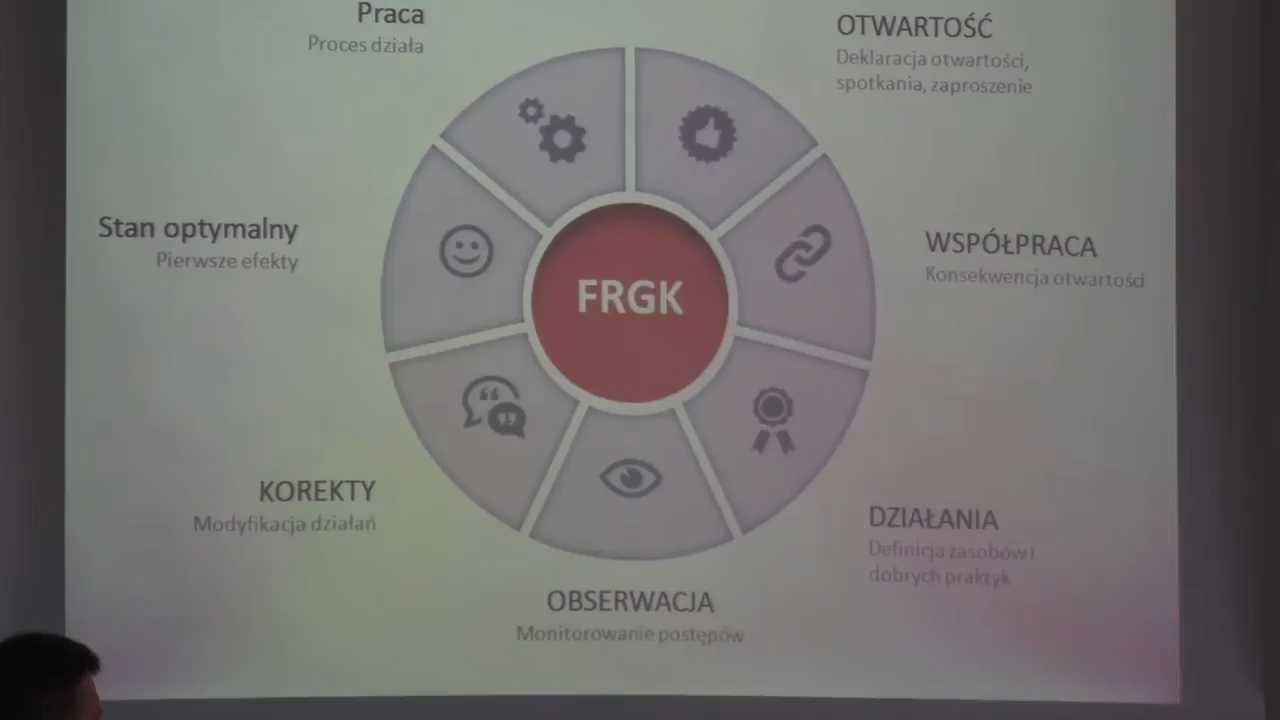 Praca
Proces działa
OTWARTOŚĆ
Deklaracja otwartości,
spotkania, zaproszenie
Stan optymalny
Pierwsze efekty
FRGK
WSPÓŁPRACA
Konsekwencja otwartości
KOREKTY
Modyfikacja działań
DZIAŁANIA
Definicja zasobów i
dobrych praktyk
OBSERWACJA
Monitorowanie postępów